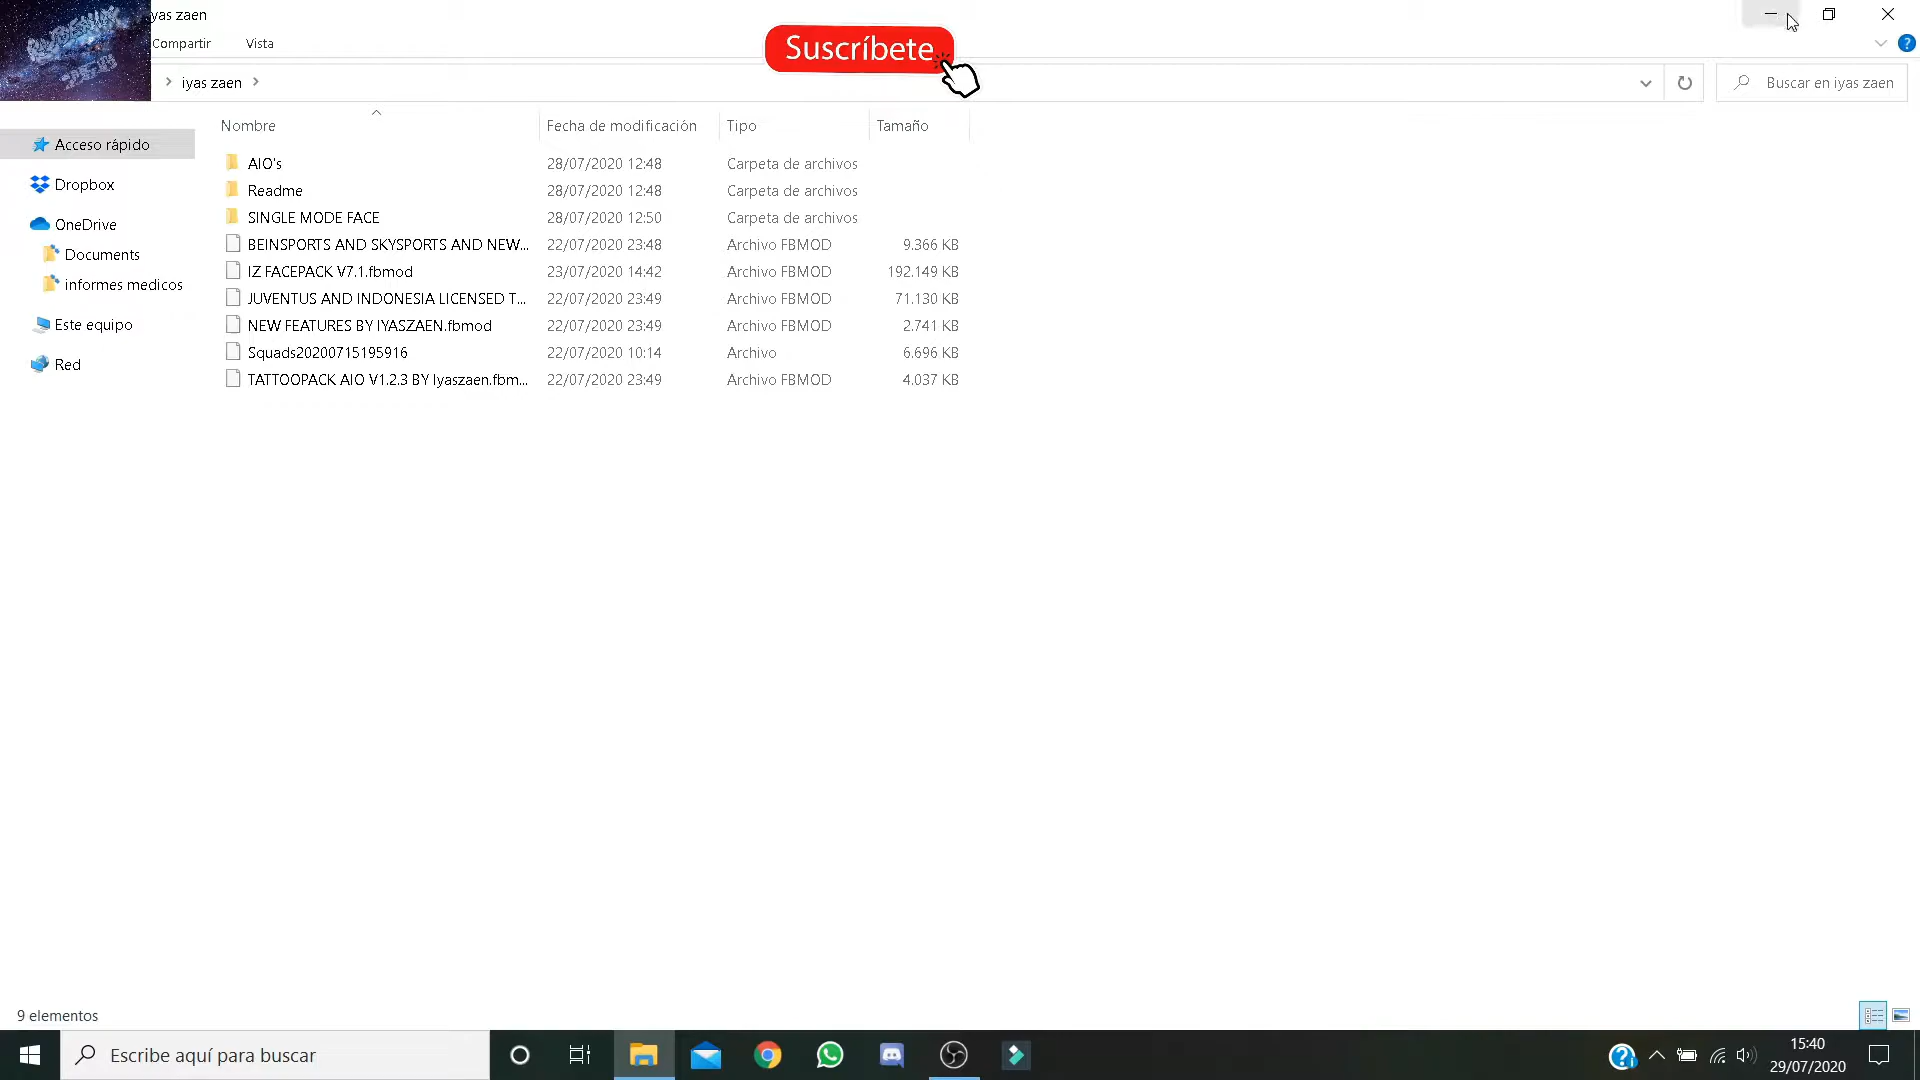 yas zaen
Compartir Vista
Suscríbete
iyas zaen
Buscar en iyas zaen
Nombre Fecha de modificación Tipo Tamaño
Acceso rápido
Dropbox
OneDrive
Documents
informes medicos
Este equipo
Red
AIO's 28/07/2020 12:48 Carpeta de archivos
Readme 28/07/2020 12:48 Carpeta de archivos
SINGLE MODE FACE 28/07/2020 12:50 Carpeta de archivos
BEINSPORTS AND SKYSPORTS AND NEW... 22/07/2020 23:48 Archivo FBMOD 9.366 KB
IZ FACEPACK V7.1.fbmod 23/07/2020 14:42 Archivo FBMOD 192.149 KB
JUVENTUS AND INDONESIA LICENSED T... 22/07/2020 23:49 Archivo FBMOD 71.130 KB
NEW FEATURES BY IYASZAEN.fbmod 22/07/2020 23:49 Archivo FBMOD 2.741 KB
Squads20200715195916 22/07/2020 10:14 Archivo 6.696 KB
TATTOOPACK AIO V1.2.3 BY Iyaszaen.fbm... 22/07/2020 23:49 Archivo FBMOD 4.037 KB
9 elementos
Escribe aquí para buscar
15:40
29/07/2020